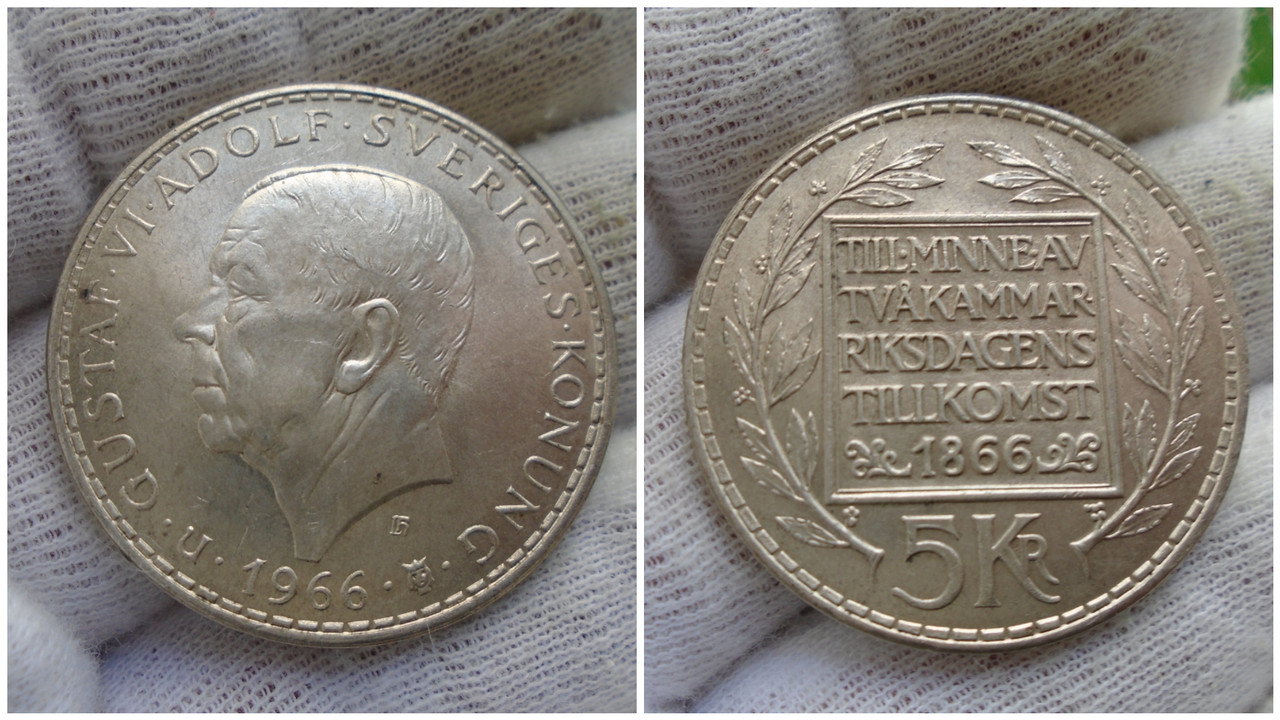 GUSTAF·VI·ADOLF·SVERIGES·KONUNG
U·1966
TILL·MINNE·AV
TVÅKAMMAR·
RIKSDAGENS
TILLKOMST
1866
5 KR